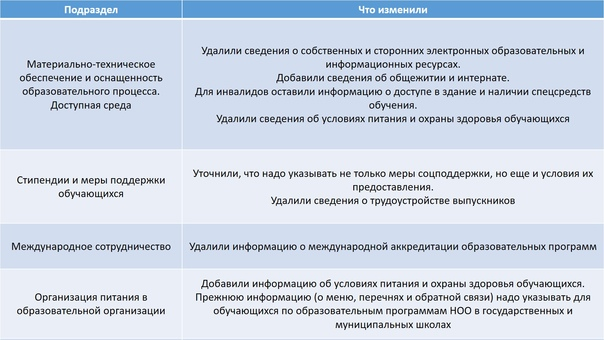 Подраздел
Что изменили
Материально-техническое
обеспечение и оснащенность
образовательного процесса.
Доступная среда
Удалили сведения о собственных и сторонних электронных образовательных и
информационных ресурсах.
Добавили сведения об общежитии и интернате.
Для инвалидов оставили информацию о доступе в здание и наличии спецсредств
обучения.
Удалили сведения об условиях питания и охраны здоровья обучающихся
Стипендии и меры поддержки
обучающихся
Уточнили, что надо указывать не только меры соцподдержки, но еще и условия их
предоставления.
Удалили сведения о трудоустройстве выпускников
Международное сотрудничество
Удалили информацию о международной аккредитации образовательных программ
Организация питания в
образовательной организации
Добавили информацию об условиях питания и охраны здоровья обучающихся.
Прежнюю информацию (о меню, перечнях и обратной связи) надо указывать для
обучающихся по образовательным программам НОО в государственных и
муниципальных школах